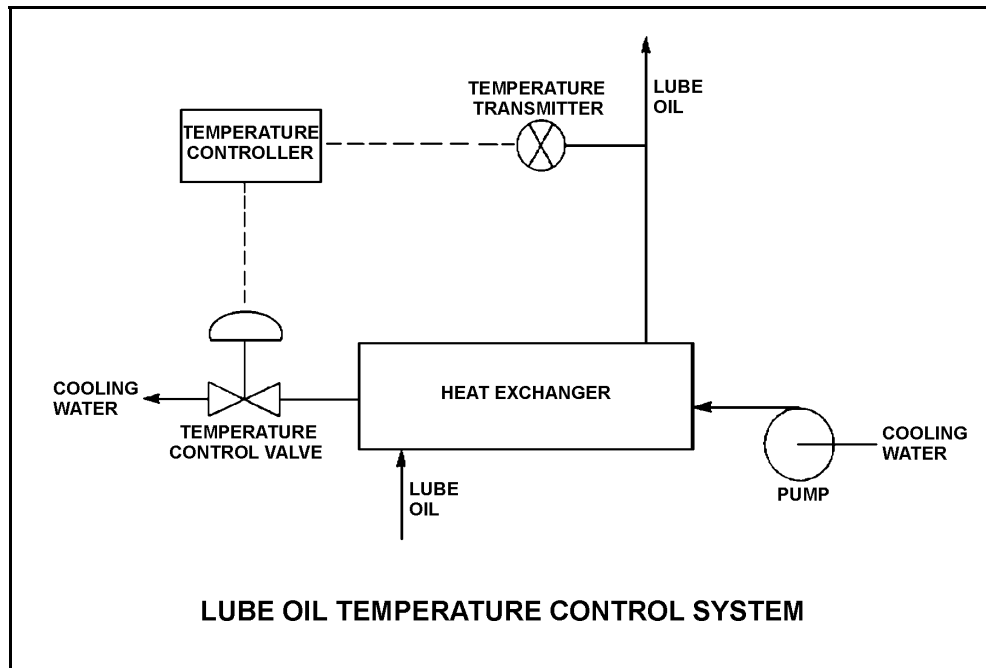 TEMPERATURE
TRANSMITTER
LUBE
OIL
TEMPERATURE
CONTROLLER
HEAT EXCHANGER
COOLING
WATER
TEMPERATURE
CONTROL VALVE
COOLING
WATER
PUMP
LUBE
OIL
LUBE OIL TEMPERATURE CONTROL SYSTEM